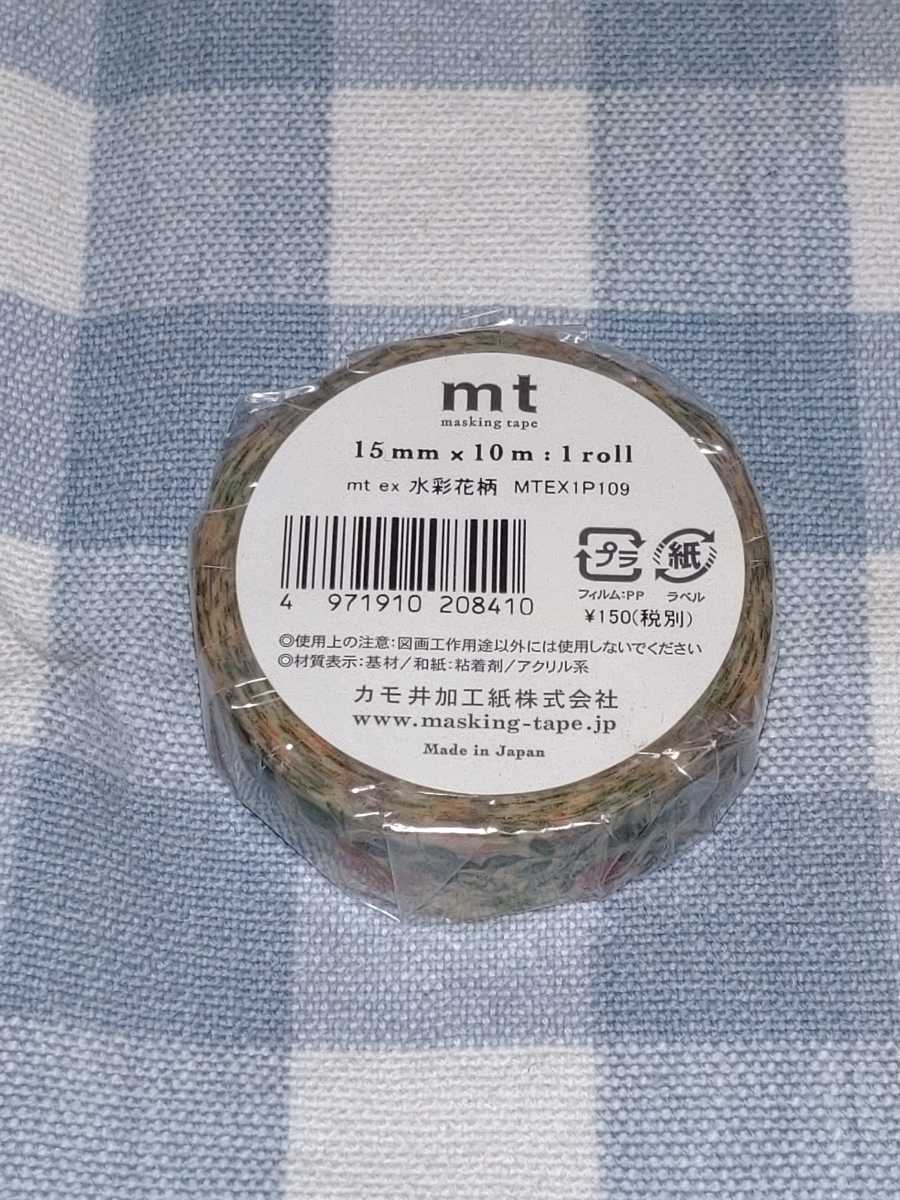 mt
masking tape
15mm x 10m : 1 roll
mt ex 水彩花柄 MTEX1P109
プラ 紙
フィルム:PP ラベル
4 971910 208410
¥150(税別)
◎使用上の注意:図画工作用途以外には使用しないでください
◎材質表示:基材/和紙:粘着剤/アクリル系
カモ井加工紙株式会社
www.masking-tape.jp
Made in Japan